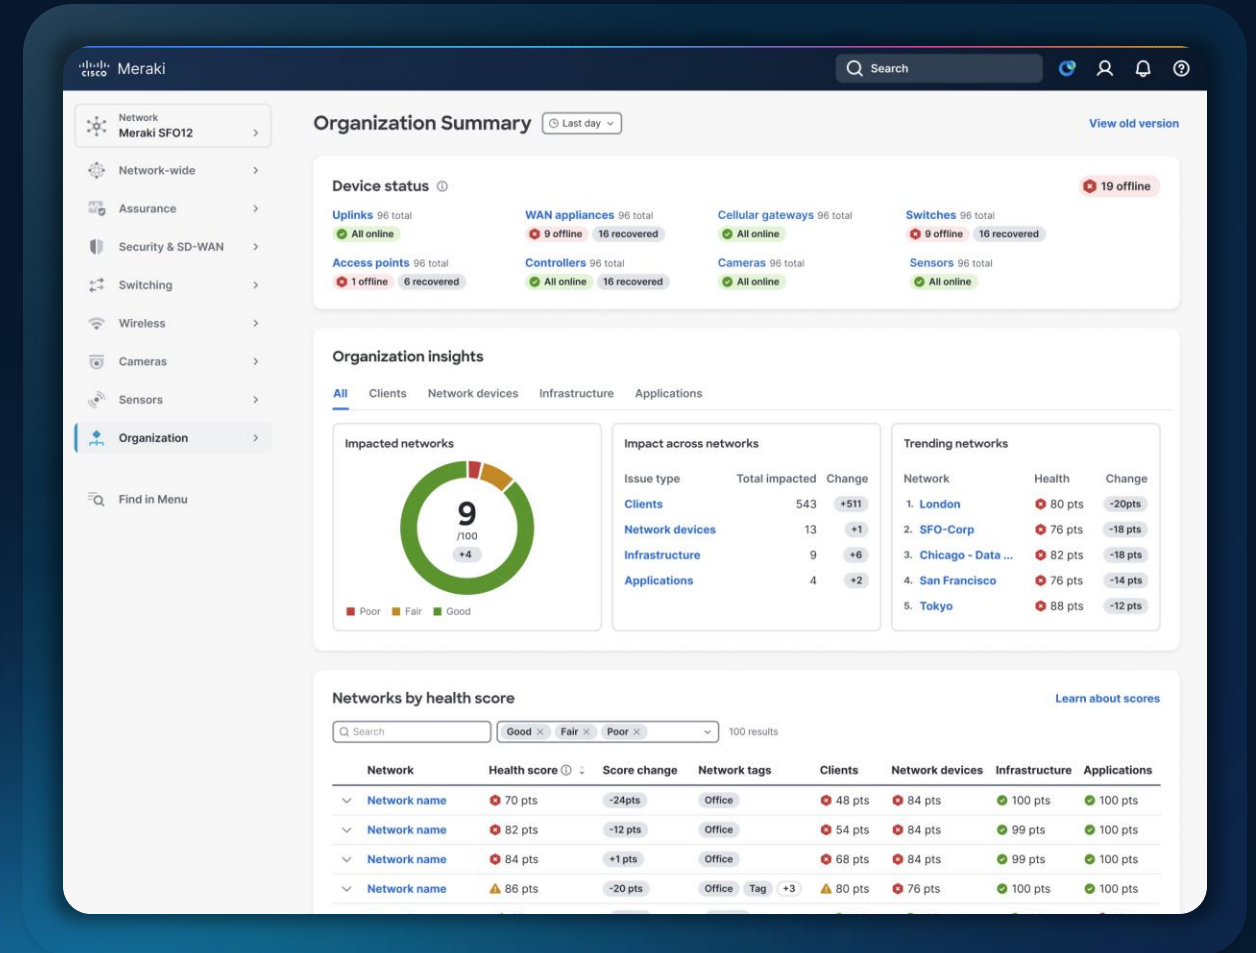 cisco Meraki
Search
Network
Meraki SFO12
Network-wide
Assurance
Security & SD-WAN
Switching
Wireless
Cameras
Sensors
Organization
Find in Menu
Organization Summary Last day
View old version
Device status
19 offline
Uplinks 96 total
All online
WAN appliances 96 total
9 offline 16 recovered
Cellular gateways 96 total
All online
Switches 96 total
9 offline 16 recovered
Access points 96 total
1 offline 6 recovered
Controllers 96 total
All online 16 recovered
Cameras 96 total
All online
Sensors 96 total
All online
Organization insights
All Clients Network devices Infrastructure Applications
Impacted networks
9
/100
+4
Poor Fair Good
Impact across networks
Issue type Total impacted Change
Clients 543 +511
Network devices 13 +1
Infrastructure 9 +6
Applications 4 +2
Trending networks
Network Health Change
1. London 80 pts -20pts
2. SFO-Corp 76 pts -18 pts
3. Chicago - Data ... 82 pts -18 pts
4. San Francisco 76 pts -14 pts
5. Tokyo 88 pts -12 pts
Networks by health score
Learn about scores
Search
Good Fair Poor
100 results
Network Health score Score change Network tags Clients Network devices Infrastructure Applications
Network name 70 pts -24pts Office 48 pts 84 pts 100 pts 100 pts
Network name 82 pts -12 pts Office 54 pts 84 pts 99 pts 100 pts
Network name 84 pts +1 pts Office 68 pts 84 pts 99 pts 100 pts
Network name 86 pts -20 pts Office Tag +3 80 pts 76 pts 100 pts 100 pts